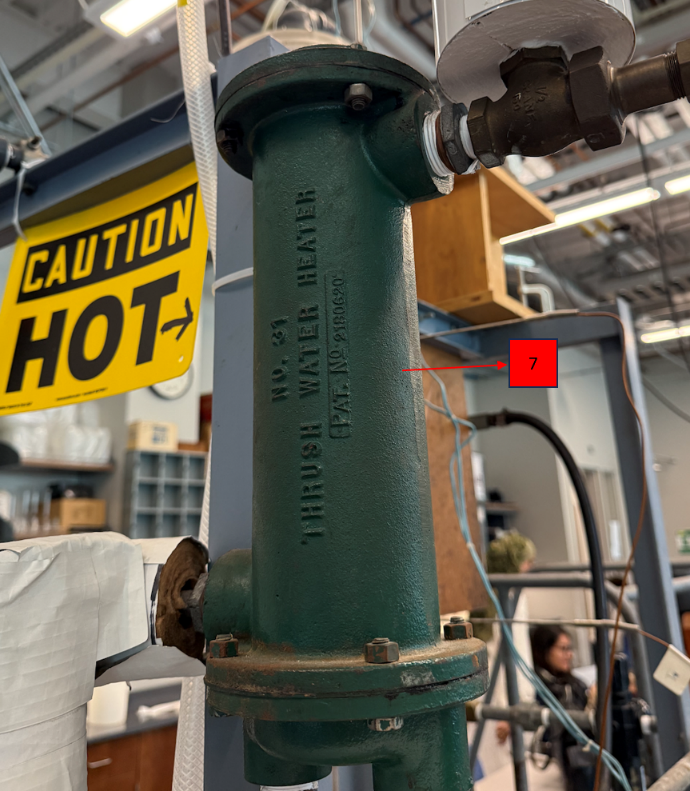 CAUTION
HOT
NO. 31
THRUSH WATER HEATER
PAT. NO 2180620
7